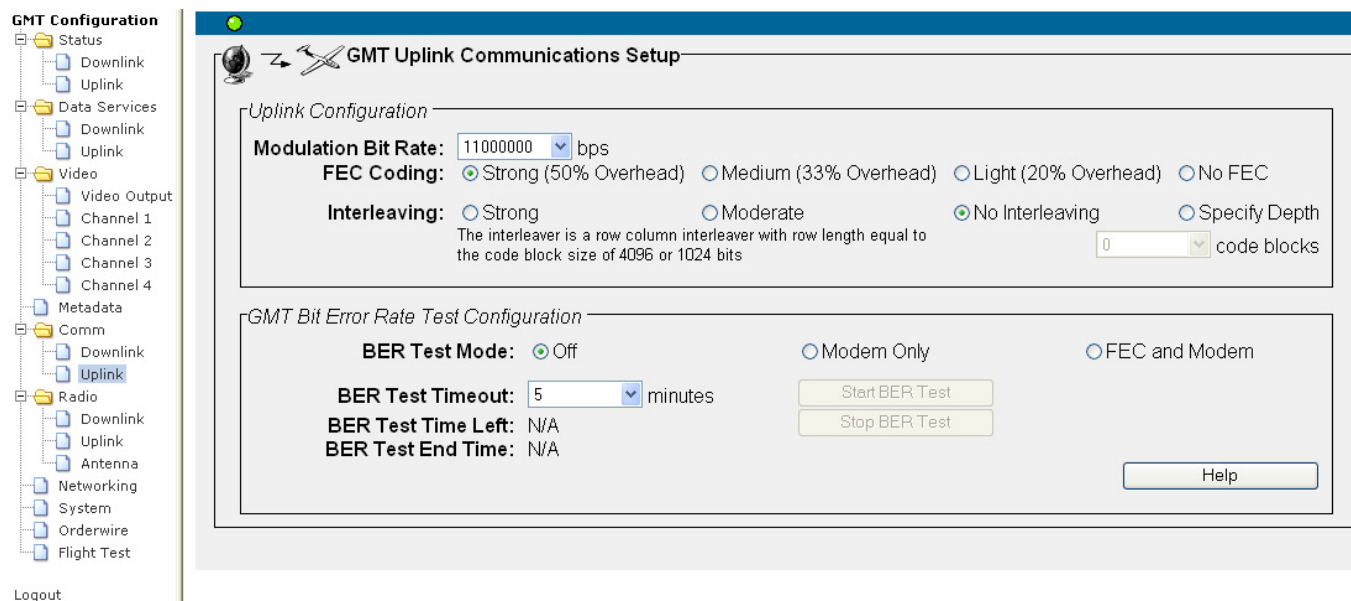 GMT Configuration
Status
Downlink
Uplink
Data Services
Downlink
Uplink
Video
Video Output
Channel 1
Channel 2
Channel 3
Channel 4
Metadata
Comm
Downlink
Uplink
Radio
Downlink
Uplink
Antenna
Networking
System
Orderwire
Flight Test
Logout
GMT Uplink Communications Setup
Uplink Configuration
Modulation Bit Rate: 11000000 bps
FEC Coding: Strong (50% Overhead) Medium (33% Overhead) Light (20% Overhead) No FEC
Interleaving: Strong Moderate No Interleaving Specify Depth
The interleaver is a row column interleaver with row length equal to
the code block size of 4096 or 1024 bits
0 code blocks
GMT Bit Error Rate Test Configuration
BER Test Mode: Off Modem Only FEC and Modem
BER Test Timeout: 5 minutes Start BER Test
BER Test Time Left: N/A Stop BER Test
BER Test End Time: N/A
Help